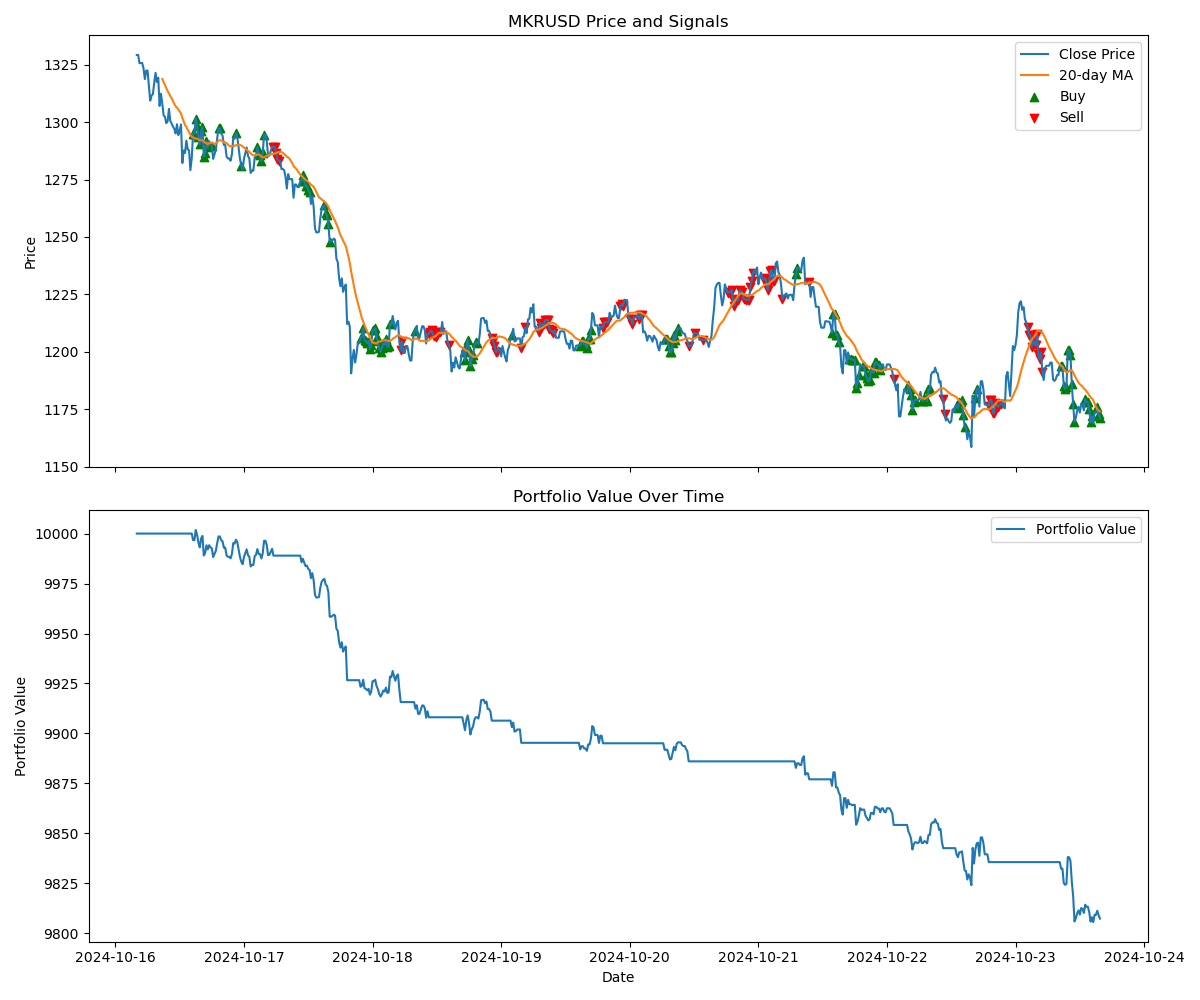 MKRUSD Price and Signals
Price
1325
1300
1275
1250
1225
1200
1175
1150
Close Price
20-day MA
Buy
Sell
Portfolio Value Over Time
Portfolio Value
10000
9975
9950
9925
9900
9875
9850
9825
9800
Portfolio Value
2024-10-16
2024-10-17
2024-10-18
2024-10-19
2024-10-20
2024-10-21
2024-10-22
2024-10-23
2024-10-24
Date